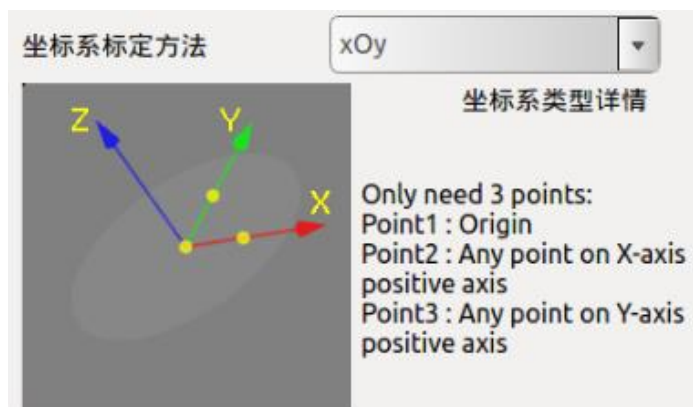 坐标系标定方法
xOy
坐标系类型详情
Z
Y
X
Only need 3 points:
Point1 : Origin
Point2 : Any point on X-axis
positive axis
Point3 : Any point on Y-axis
positive axis